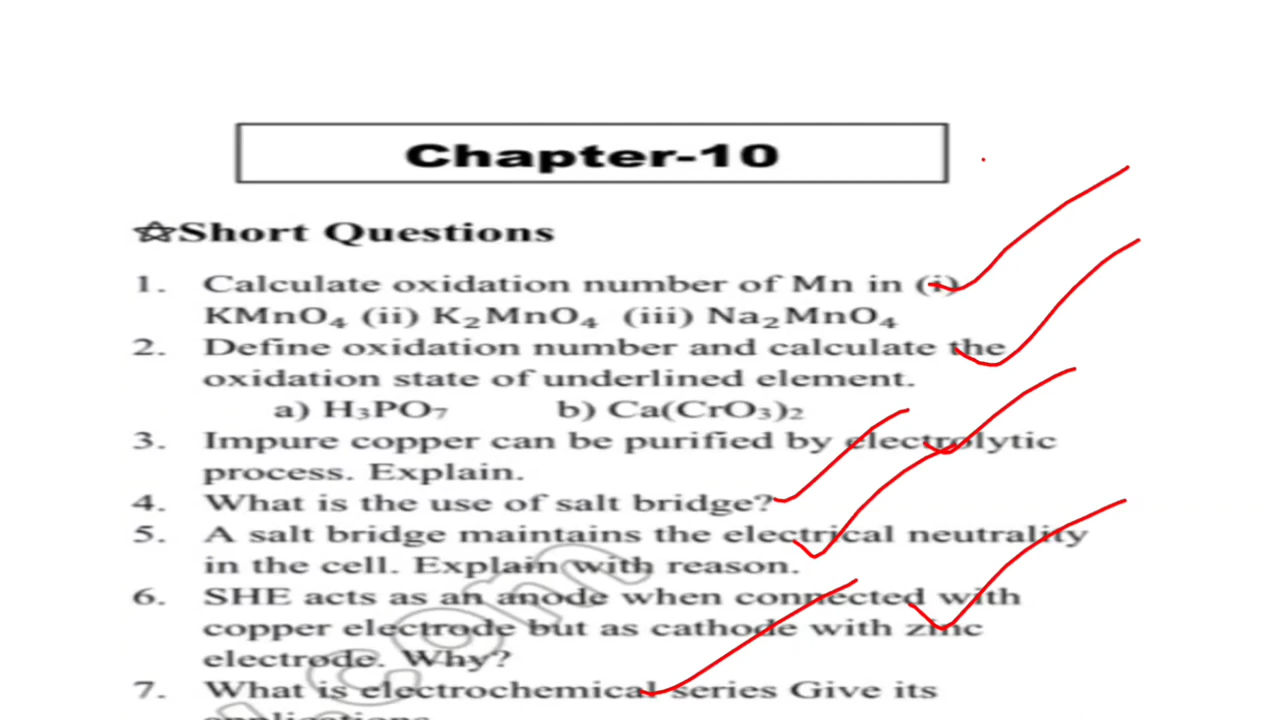 Chapter-10
☆Short Questions
1. Calculate oxidation number of Mn in (i)
KMnO₄ (ii) K₂MnO₄ (iii) Na₂MnO₄
2. Define oxidation number and calculate the
oxidation state of underlined element.
a) H₃PO₇ b) Ca(CrO₃)₂
3. Impure copper can be purified by electrolytic
process. Explain.
4. What is the use of salt bridge?
5. A salt bridge maintains the electrical neutrality
in the cell. Explain with reason.
6. SHE acts as an anode when connected with
copper electrode but as cathode with zinc
electrode. Why?
7. What is electrochemical series Give its
applications.